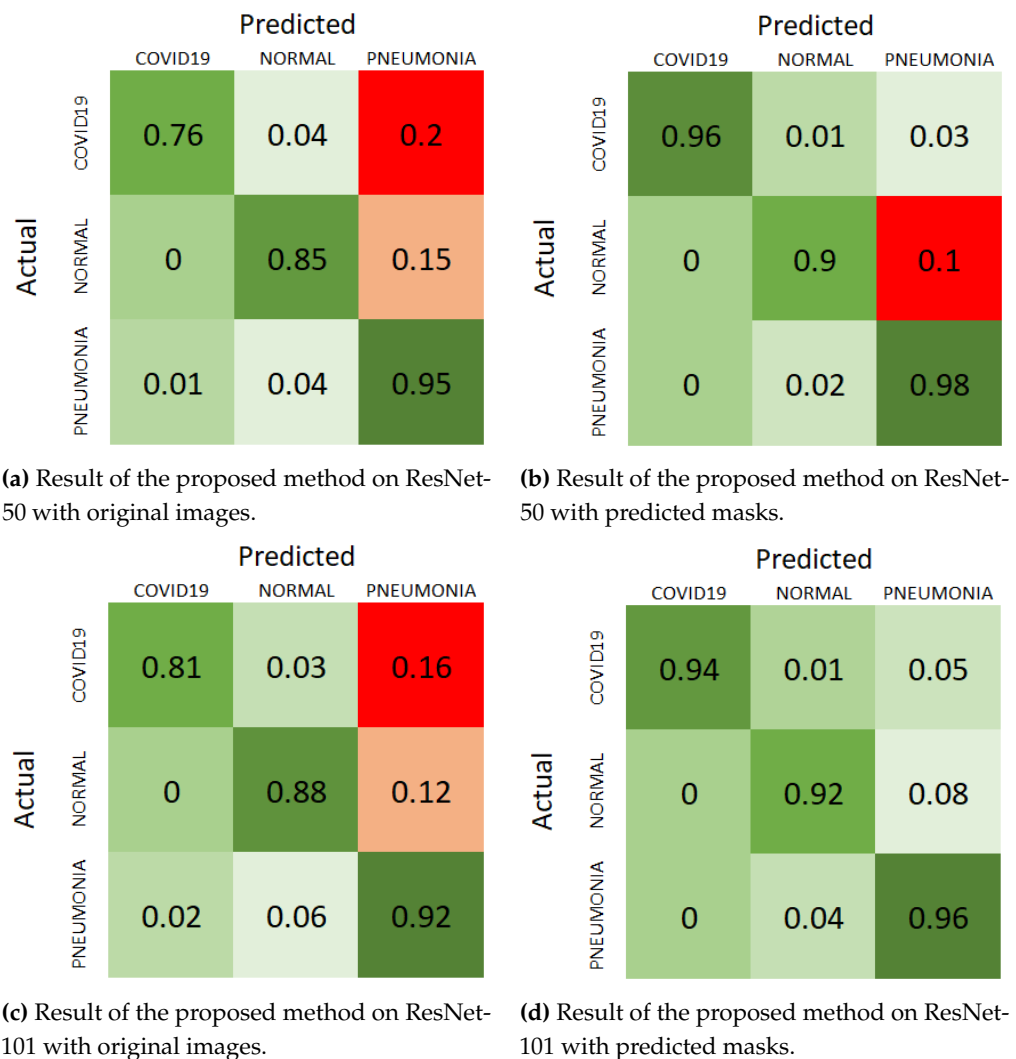 Predicted
COVID19 NORMAL PNEUMONIA
Actual
COVID19 0.76 0.04 0.2
NORMAL 0 0.85 0.15
PNEUMONIA 0.01 0.04 0.95
(a) Result of the proposed method on ResNet-
50 with original images.
Predicted
COVID19 NORMAL PNEUMONIA
Actual
COVID19 0.96 0.01 0.03
NORMAL 0 0.9 0.1
PNEUMONIA 0 0.02 0.98
(b) Result of the proposed method on ResNet-
50 with predicted masks.
Predicted
COVID19 NORMAL PNEUMONIA
Actual
COVID19 0.81 0.03 0.16
NORMAL 0 0.88 0.12
PNEUMONIA 0.02 0.06 0.92
(c) Result of the proposed method on ResNet-
101 with original images.
Predicted
COVID19 NORMAL PNEUMONIA
Actual
COVID19 0.94 0.01 0.05
NORMAL 0 0.92 0.08
PNEUMONIA 0 0.04 0.96
(d) Result of the proposed method on ResNet-
101 with predicted masks.